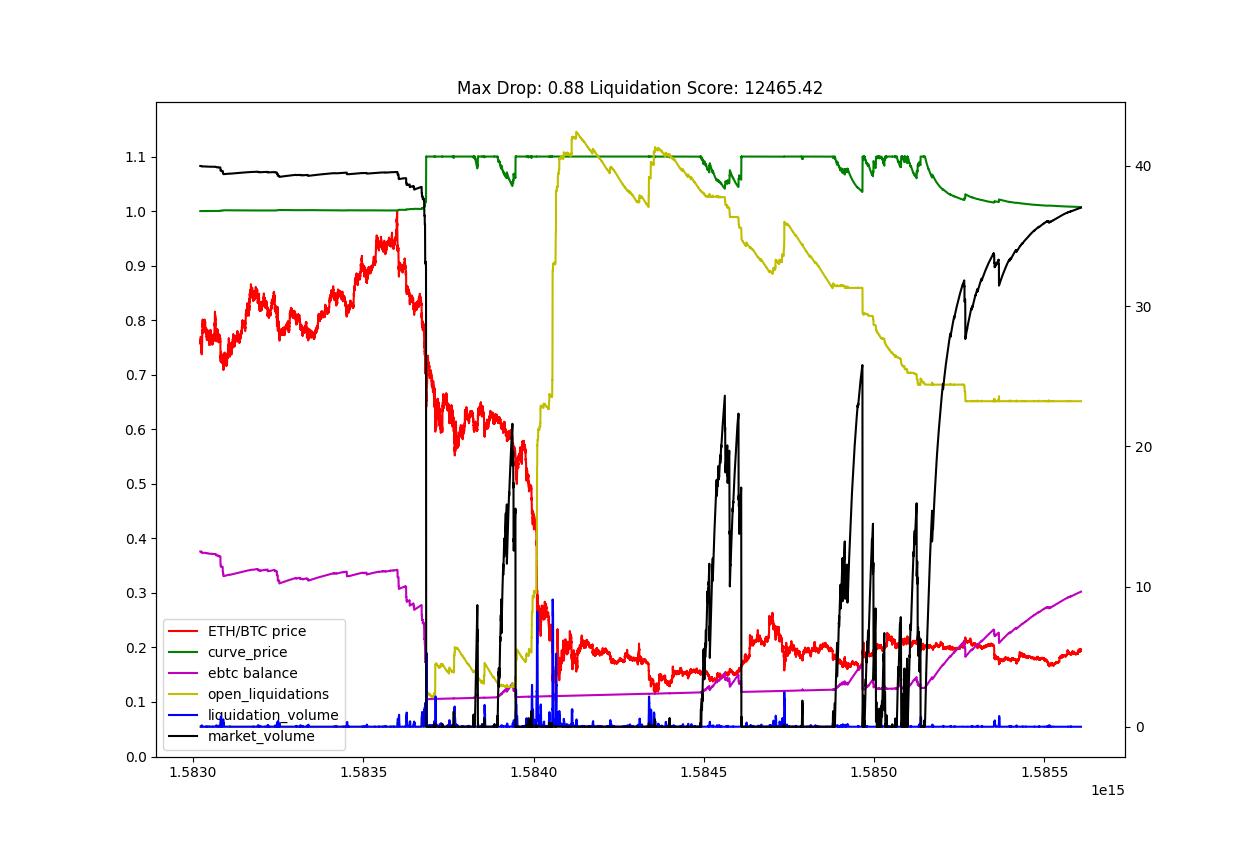 Max Drop: 0.88 Liquidation Score: 12465.42
1.1
1.0
0.9
0.8
0.7
0.6
0.5
0.4
0.3
0.2
0.1
0.0
40
30
20
10
0
ETH/BTC price
curve_price
ebtc balance
open_liquidations
liquidation_volume
market_volume
1.5830 1.5835 1.5840 1.5845 1.5850 1.5855
1e15